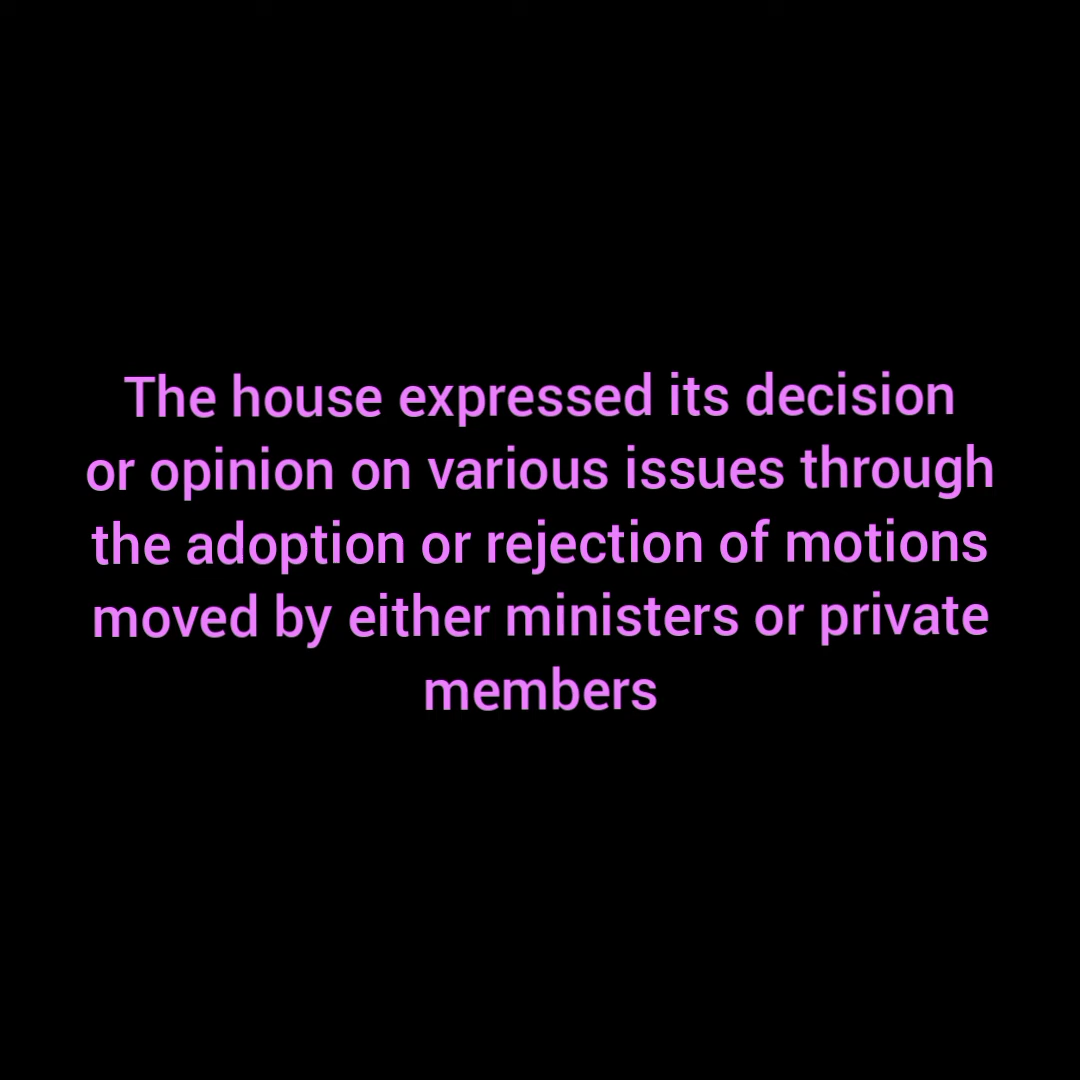 The house expressed its decision
or opinion on various issues through
the adoption or rejection of motions
moved by either ministers or private
members